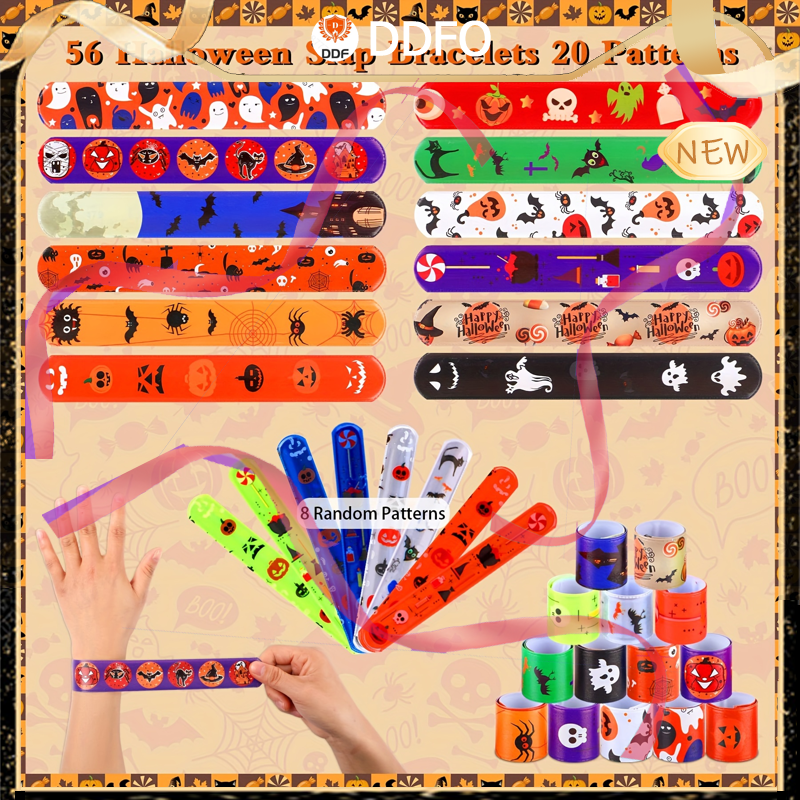 DDF DDFO
56 Halloween Slap Bracelets 20 Patterns
NEW
Happy Halloween
Happy Halloween
Happy Halloween
8 Random Patterns
BOO!
BOO!